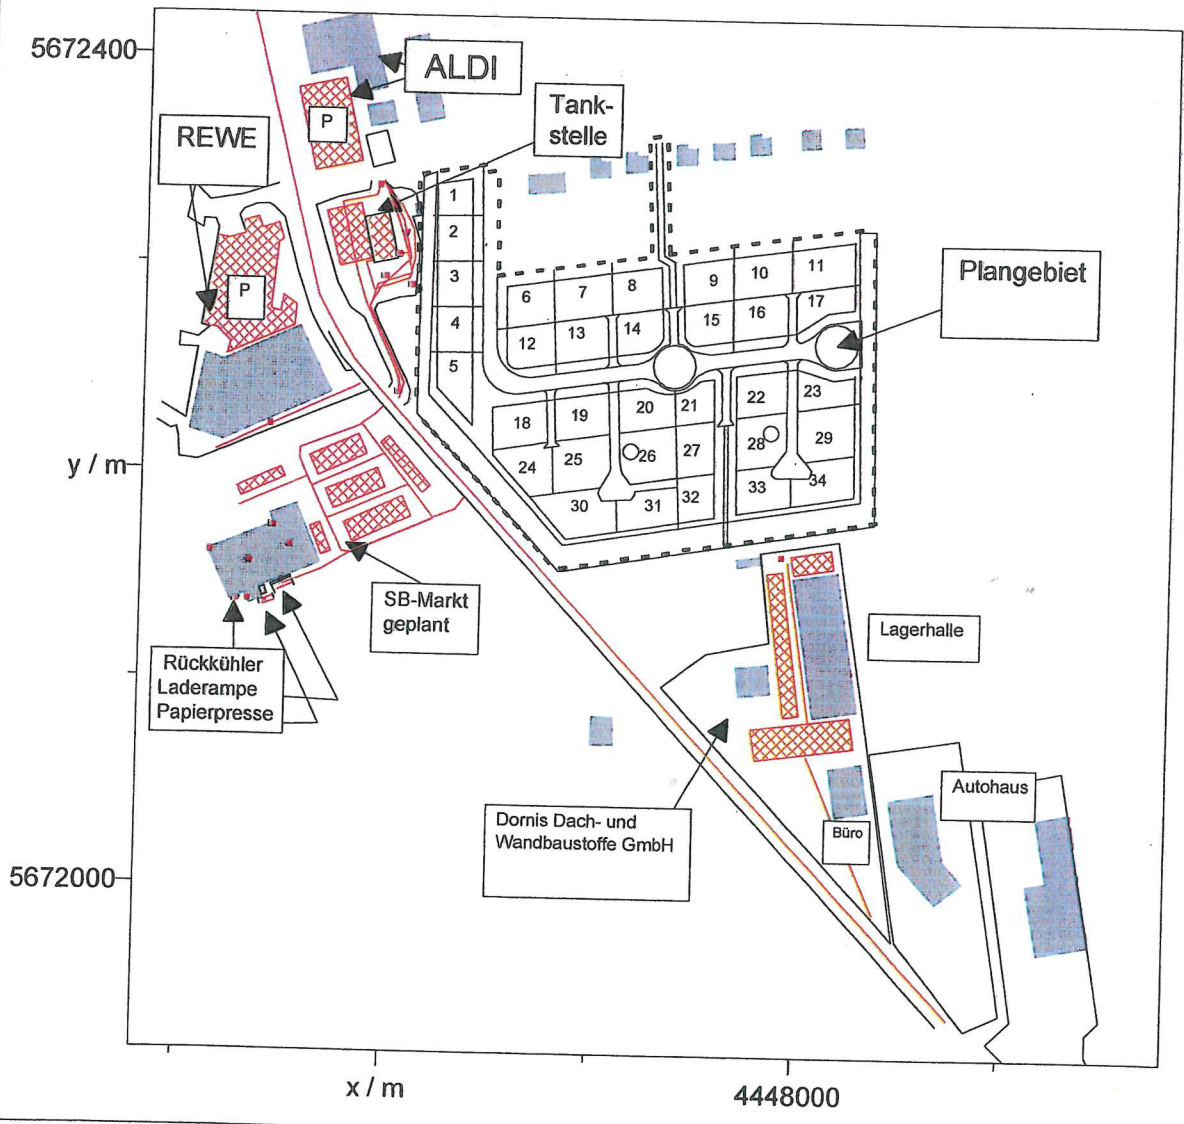 5672400
ALDI
P
REWE
Tank-
stelle
1
2
3
4
5
6
7
8
9
10
11
12
13
14
15
16
17
Plangebiet
P
y / m
18
19
20
21
22
23
24
25
26
27
28
29
30
31
32
33
34
SB-Markt
geplant
Rückkühler
Laderampe
Papierpresse
Lagerhalle
Dornis Dach- und
Wandbaustoffe GmbH
Büro
Autohaus
5672000
x / m
4448000